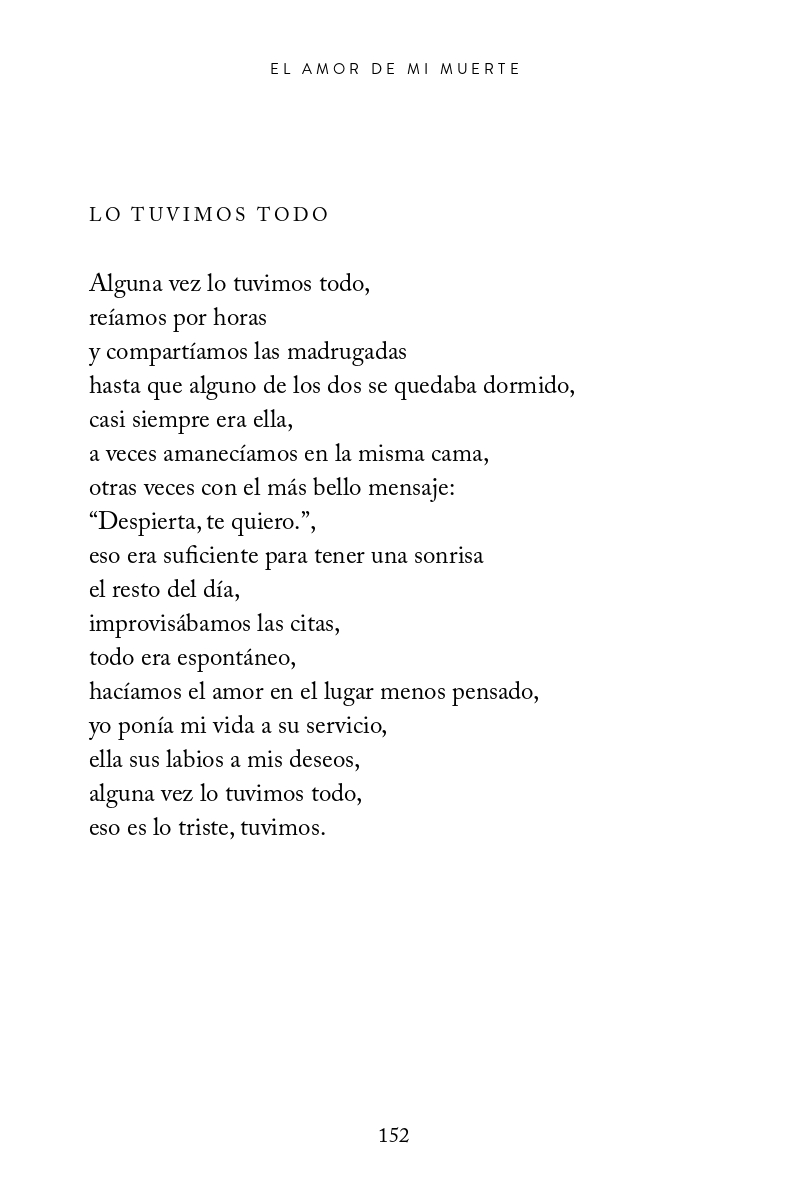 EL AMOR DE MI MUERTE
LO TUVIMOS TODO
Alguna vez lo tuvimos todo,
reíamos por horas
y compartíamos las madrugadas
hasta que alguno de los dos se quedaba dormido,
casi siempre era ella,
a veces amanecíamos en la misma cama,
otras veces con el más bello mensaje:
“Despierta, te quiero.”,
eso era suficiente para tener una sonrisa
el resto del día,
improvisábamos las citas,
todo era espontáneo,
hacíamos el amor en el lugar menos pensado,
yo ponía mi vida a su servicio,
ella sus labios a mis deseos,
alguna vez lo tuvimos todo,
eso es lo triste, tuvimos.
152